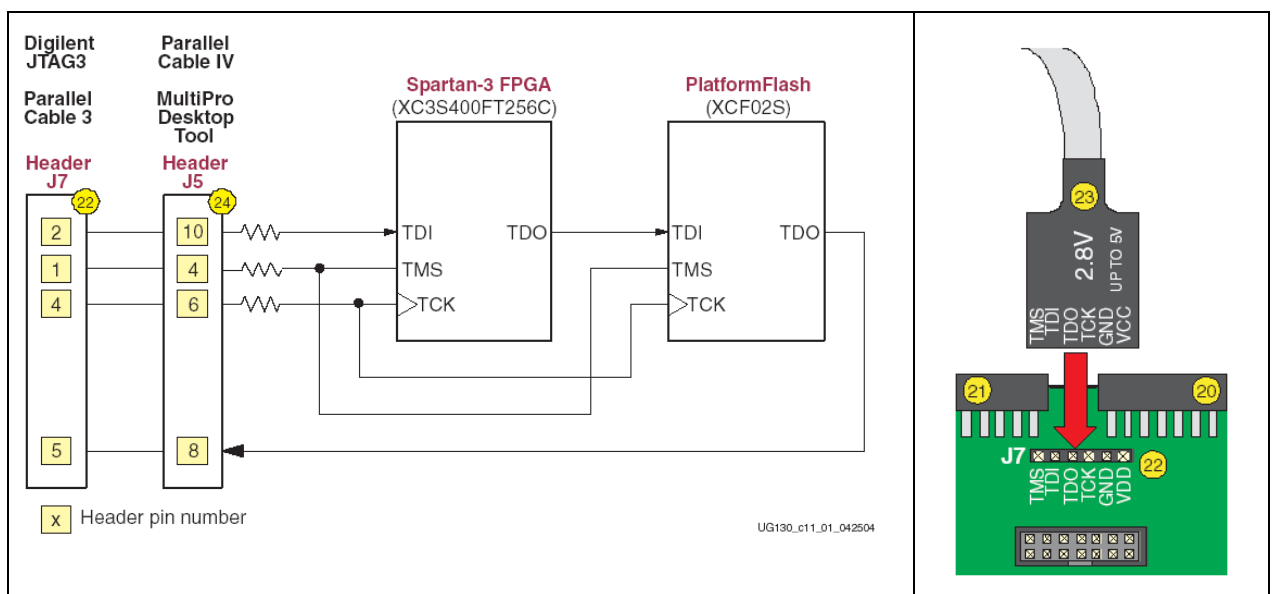 Digilent
JTAG3
Parallel
Cable IV
Parallel
Cable 3
MultiPro
Desktop
Tool
Header
J7
Header
J5
22
24
2
1
4
5
10
4
6
8
x Header pin number
Spartan-3 FPGA
(XC3S400FT256C)
TDI TDO
TMS
TCK
PlatformFlash
(XCF02S)
TDI TDO
TMS
TCK
UG130_c11_01_042504
23
2.8V
UP TO 5V
TMS
TDI
TDO
TCK
GND
VCC
21
20
J7
22
TMS
TDI
TDO
TCK
GND
VDD